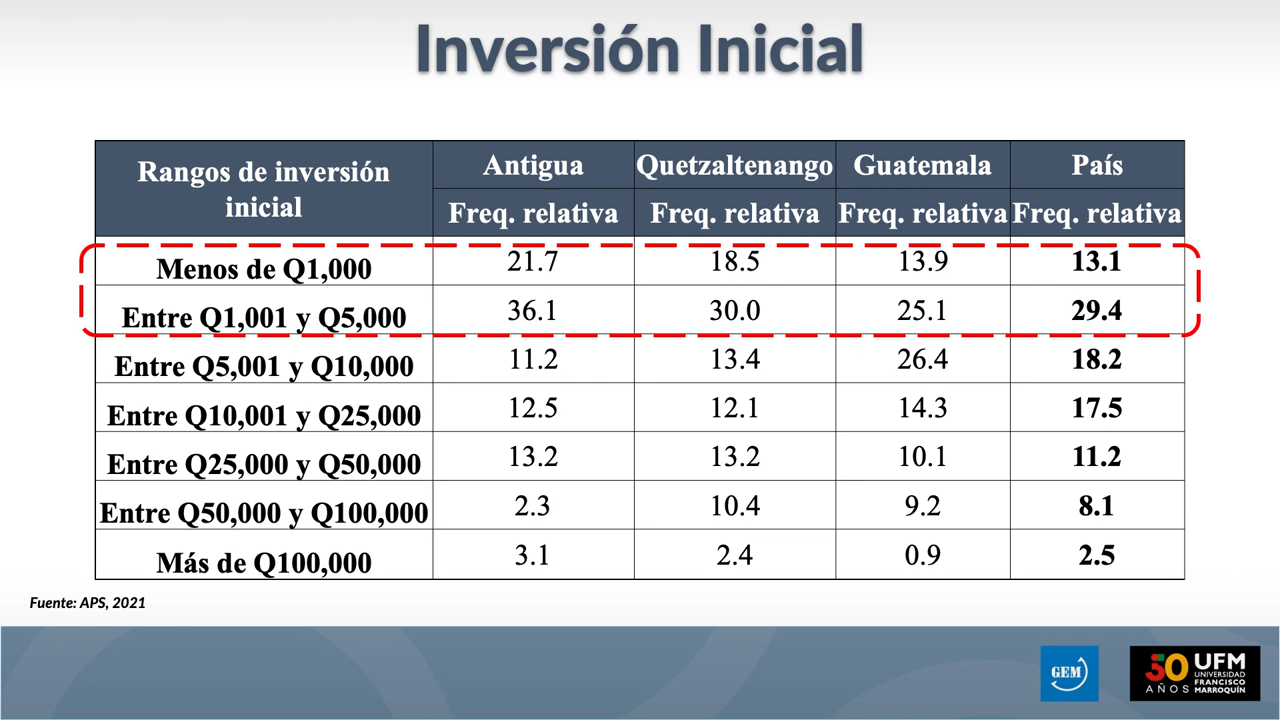 Inversión Inicial
Rangos de inversión inicial Antigua Quetzaltenango Guatemala País
Freq. relativa Freq. relativa Freq. relativa Freq. relativa
Menos de Q1,000 21.7 18.5 13.9 13.1
Entre Q1,001 y Q5,000 36.1 30.0 25.1 29.4
Entre Q5,001 y Q10,000 11.2 13.4 26.4 18.2
Entre Q10,001 y Q25,000 12.5 12.1 14.3 17.5
Entre Q25,000 y Q50,000 13.2 13.2 10.1 11.2
Entre Q50,000 y Q100,000 2.3 10.4 9.2 8.1
Más de Q100,000 3.1 2.4 0.9 2.5
Fuente: APS, 2021
GEM
50 AÑOS
UFM
UNIVERSIDAD
FRANCISCO
MARROQUÍN